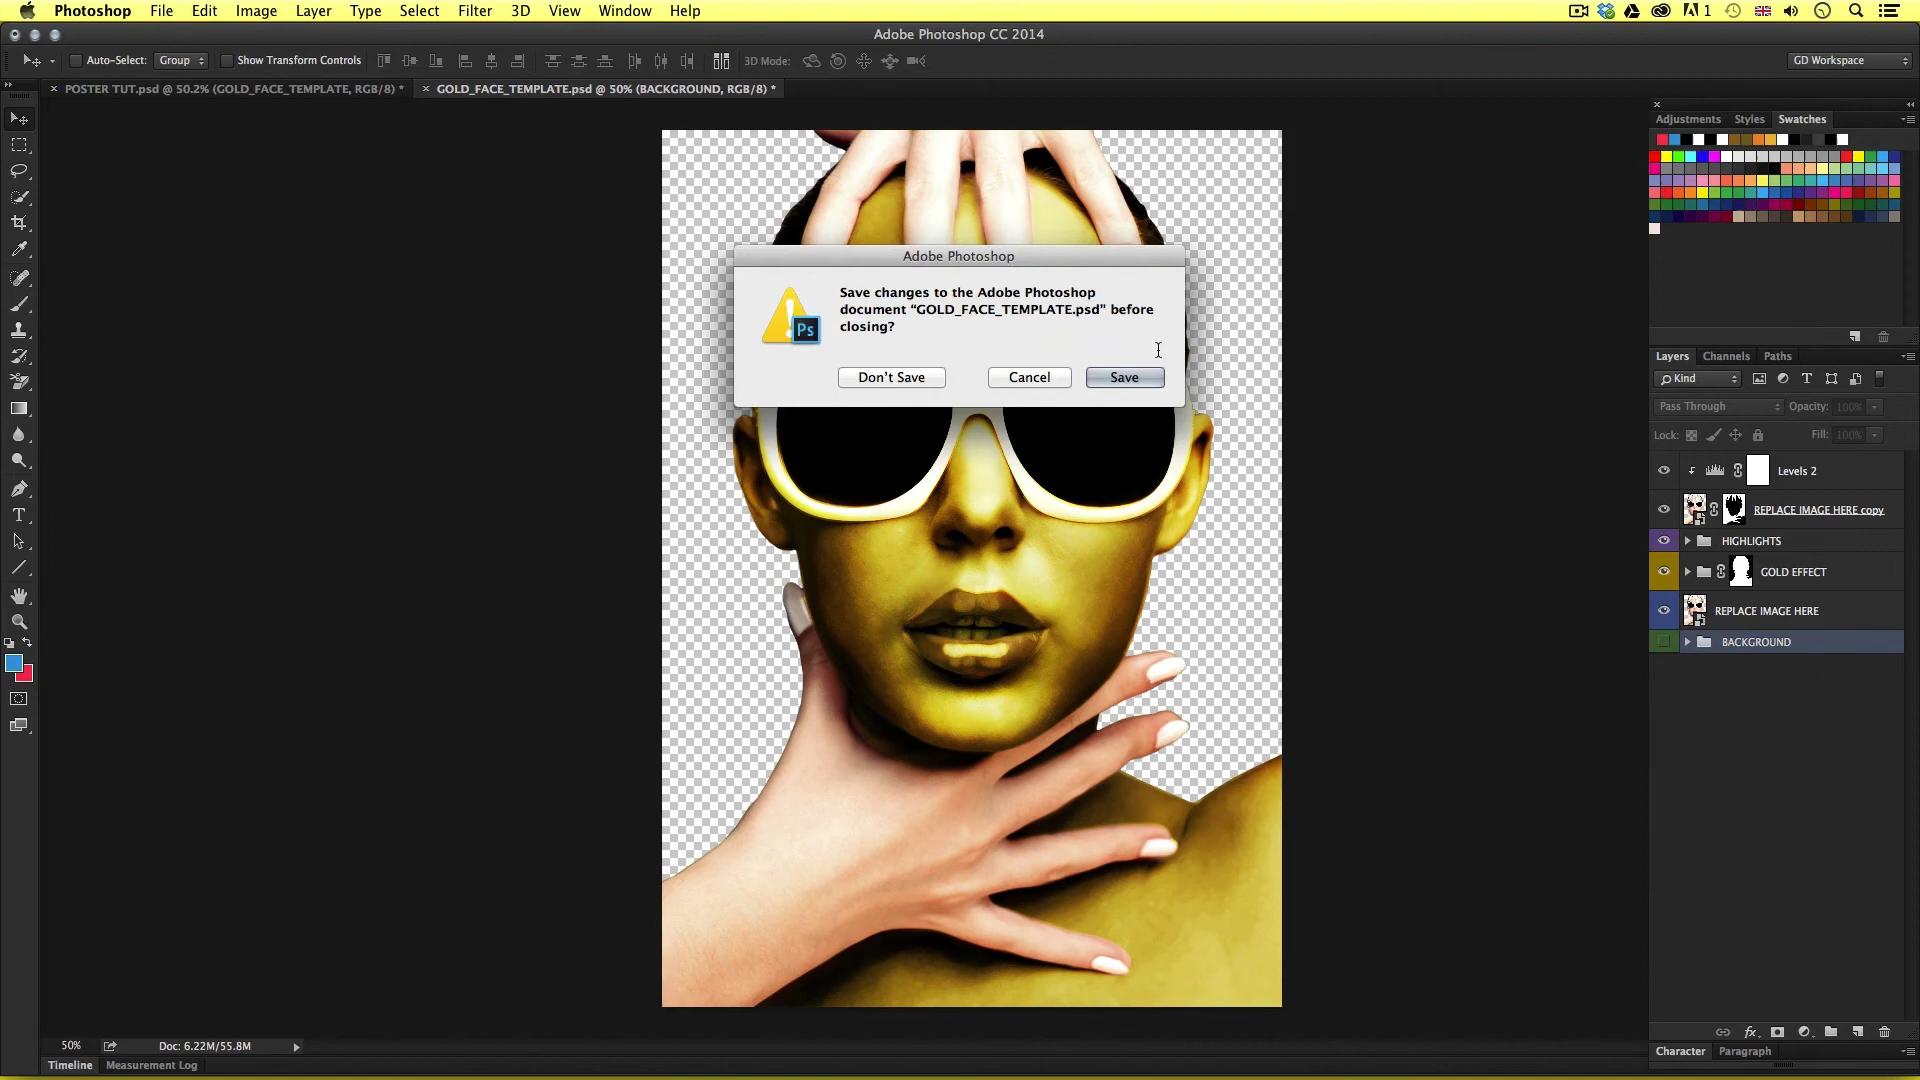 Photoshop File Edit Image Layer Type Select Filter 3D View Window Help 1
Adobe Photoshop CC 2014
Auto-Select: Group Show Transform Controls 3D Mode: GD Workspace
× POSTER TUT.psd @ 50.2% (GOLD_FACE_TEMPLATE, RGB/8) * × GOLD_FACE_TEMPLATE.psd @ 50% (BACKGROUND, RGB/8) *
Adjustments Styles Swatches
Adobe Photoshop
Save changes to the Adobe Photoshop
document “GOLD_FACE_TEMPLATE.psd” before
closing?
Ps
Don’t Save Cancel Save
Layers Channels Paths
Kind
Pass Through Opacity: 100%
Lock: Fill: 100%
Levels 2
REPLACE IMAGE HERE copy
HIGHLIGHTS
GOLD EFFECT
REPLACE IMAGE HERE
BACKGROUND
50% Doc: 6.22M/55.8M
Timeline Measurement Log
Character Paragraph